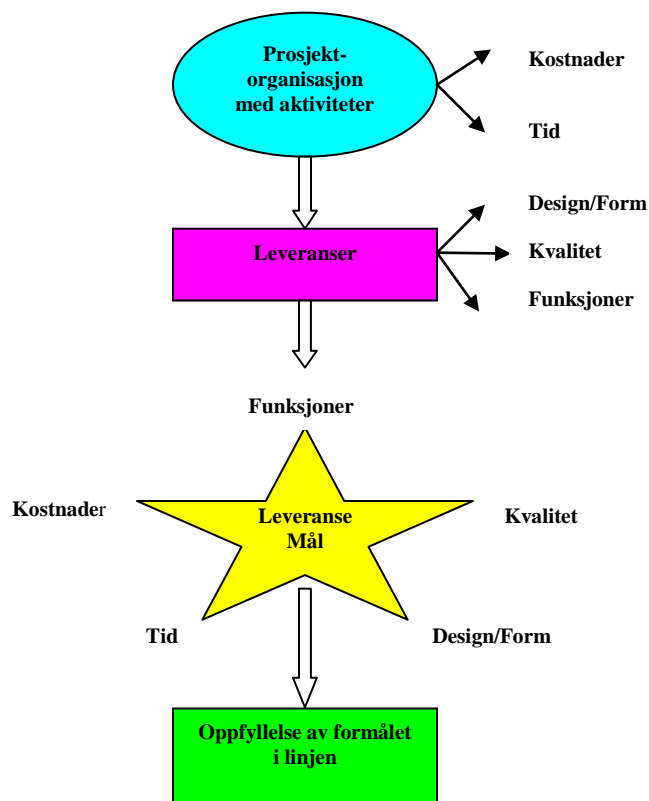 Prosjekt-
organisasjon
med aktiviteter
Kostnader
Tid
Leveranser
Design/Form
Kvalitet
Funksjoner
Funksjoner
Kostnader
Leveranse
Mål
Kvalitet
Tid
Design/Form
Oppfyllelse av formålet
i linjen